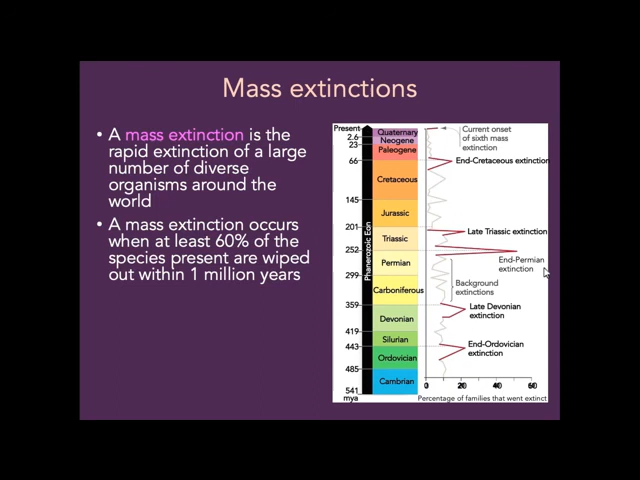 Mass extinctions
• A mass extinction is the
rapid extinction of a large
number of diverse
organisms around the
world
• A mass extinction occurs
when at least 60% of the
species present are wiped
out within 1 million years
Present
2.6
23
66
145
201
252
299
359
419
443
485
541
mya
Phanerozoic Eon
Quaternary
Neogene
Paleogene
Cretaceous
Jurassic
Triassic
Permian
Carboniferous
Devonian
Silurian
Ordovician
Cambrian
Current onset
of sixth mass
extinction
End-Cretaceous extinction
Late Triassic extinction
End-Permian
extinction
Background
extinctions
Late Devonian
extinction
End-Ordovician
extinction
0 20 40 60
Percentage of families that went extinct